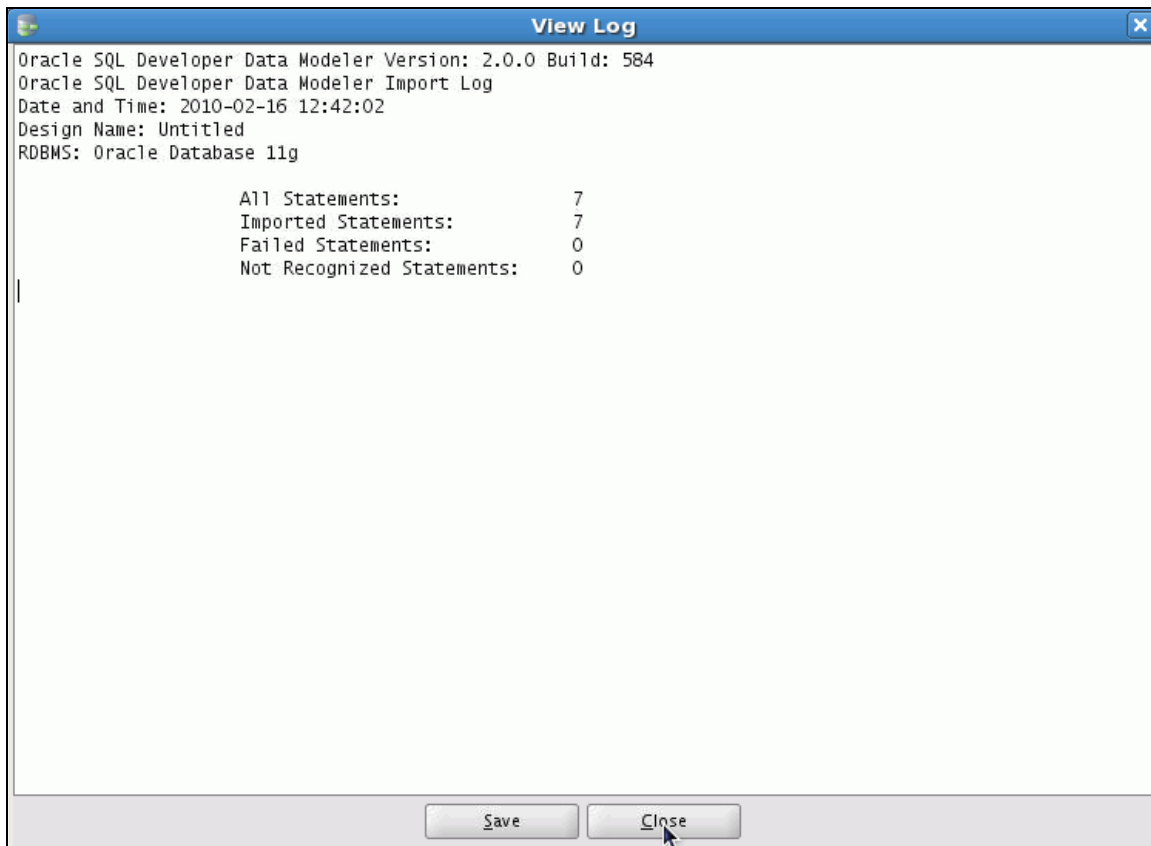 View Log
Oracle SQL Developer Data Modeler Version: 2.0.0 Build: 584
Oracle SQL Developer Data Modeler Import Log
Date and Time: 2010-02-16 12:42:02
Design Name: Untitled
RDBMS: Oracle Database 11g
All Statements: 7
Imported Statements: 7
Failed Statements: 0
Not Recognized Statements: 0
Save Close